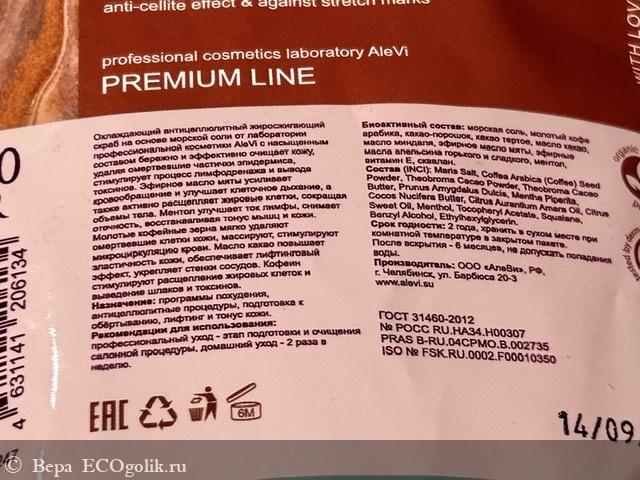 anti-cellite effect & against stretch marks
professional cosmetics laboratory AleVi
PREMIUM LINE
WITH LOV
Охлаждающий антицеллюлитный жиросжигающий
скраб на основе морской соли от лаборатории
профессиональной косметики AleVi с насыщенным
составом бережно и эффективно очищает кожу,
удаляя омертвевшие частички эпидермиса,
стимулирует процесс лимфодренажа и вывода
токсинов. Эфирное масло мяты усиливает
кровообращение и улучшает клеточное дыхание, а
также активно расщепляет жировые клетки, сокращая
объемы тела. Ментол улучшает ток лимфы, снимает
отечность, восстанавливая тонус мышц и кожи.
Молотые кофейные зерна мягко удаляют
омертвевшие клетки кожи, массируют, стимулируют
микроциркуляцию крови. Масло какао повышает
эластичность кожи, обеспечивает лифтинговый
эффект, укрепляет стенки сосудов. Кофеин
стимулируют расщепление жировых клеток и
выведение шлаков и токсинов.
Назначение: программы похудения,
антицеллюлитные процедуры, подготовка к
обёртыванию, лифтинг и тонус кожи.
Рекомендации для использования:
профессиональный уход - этап подготовки и очищения
в салонной процедуры, домашний уход - 2 раза в
неделю.
Биоактивный состав: морская соль, молотый кофе
арабика, какао-порошок, какао тертое, масло какао,
масло миндаля, эфирное масло мяты, эфирные
масла апельсина горького и сладкого, ментол,
витамин Е, сквалан.
Состав (INCI): Maris Salt, Coffea Arabica (Coffee) Seed
Powder, Theobroma Cacao Powder, Theobroma Cacao
Butter, Prunus Amygdalus Dulcis, Mentha Piperita,
Cocos Nucifera Butter, Citrus Aurantium Amara Oil, Citrus
Sweet Oil, Menthol, Tocopheryl Acetate, Squalane,
Benzyl Alcohol, Ethylhexylglycerin.
Срок годности: 2 года, хранить в сухом месте при
комнатной температуре в закрытом пакете.
После вскрытия - 6 месяцев, не допускать попадания
воды.
Производитель: ООО «АлеВи», РФ,
г. Челябинск, ул. Барбюса 20-3
www.alevi.su
ГОСТ 31460-2012
№ РОСС RU.НА34.Н00307
PRAS B-RU.04СРМО.В.002735
ISO № FSK.RU.0002.F00010350
4 631141 206134
EAC
6M
14/09
organic
© Вера ECOgolik.ru